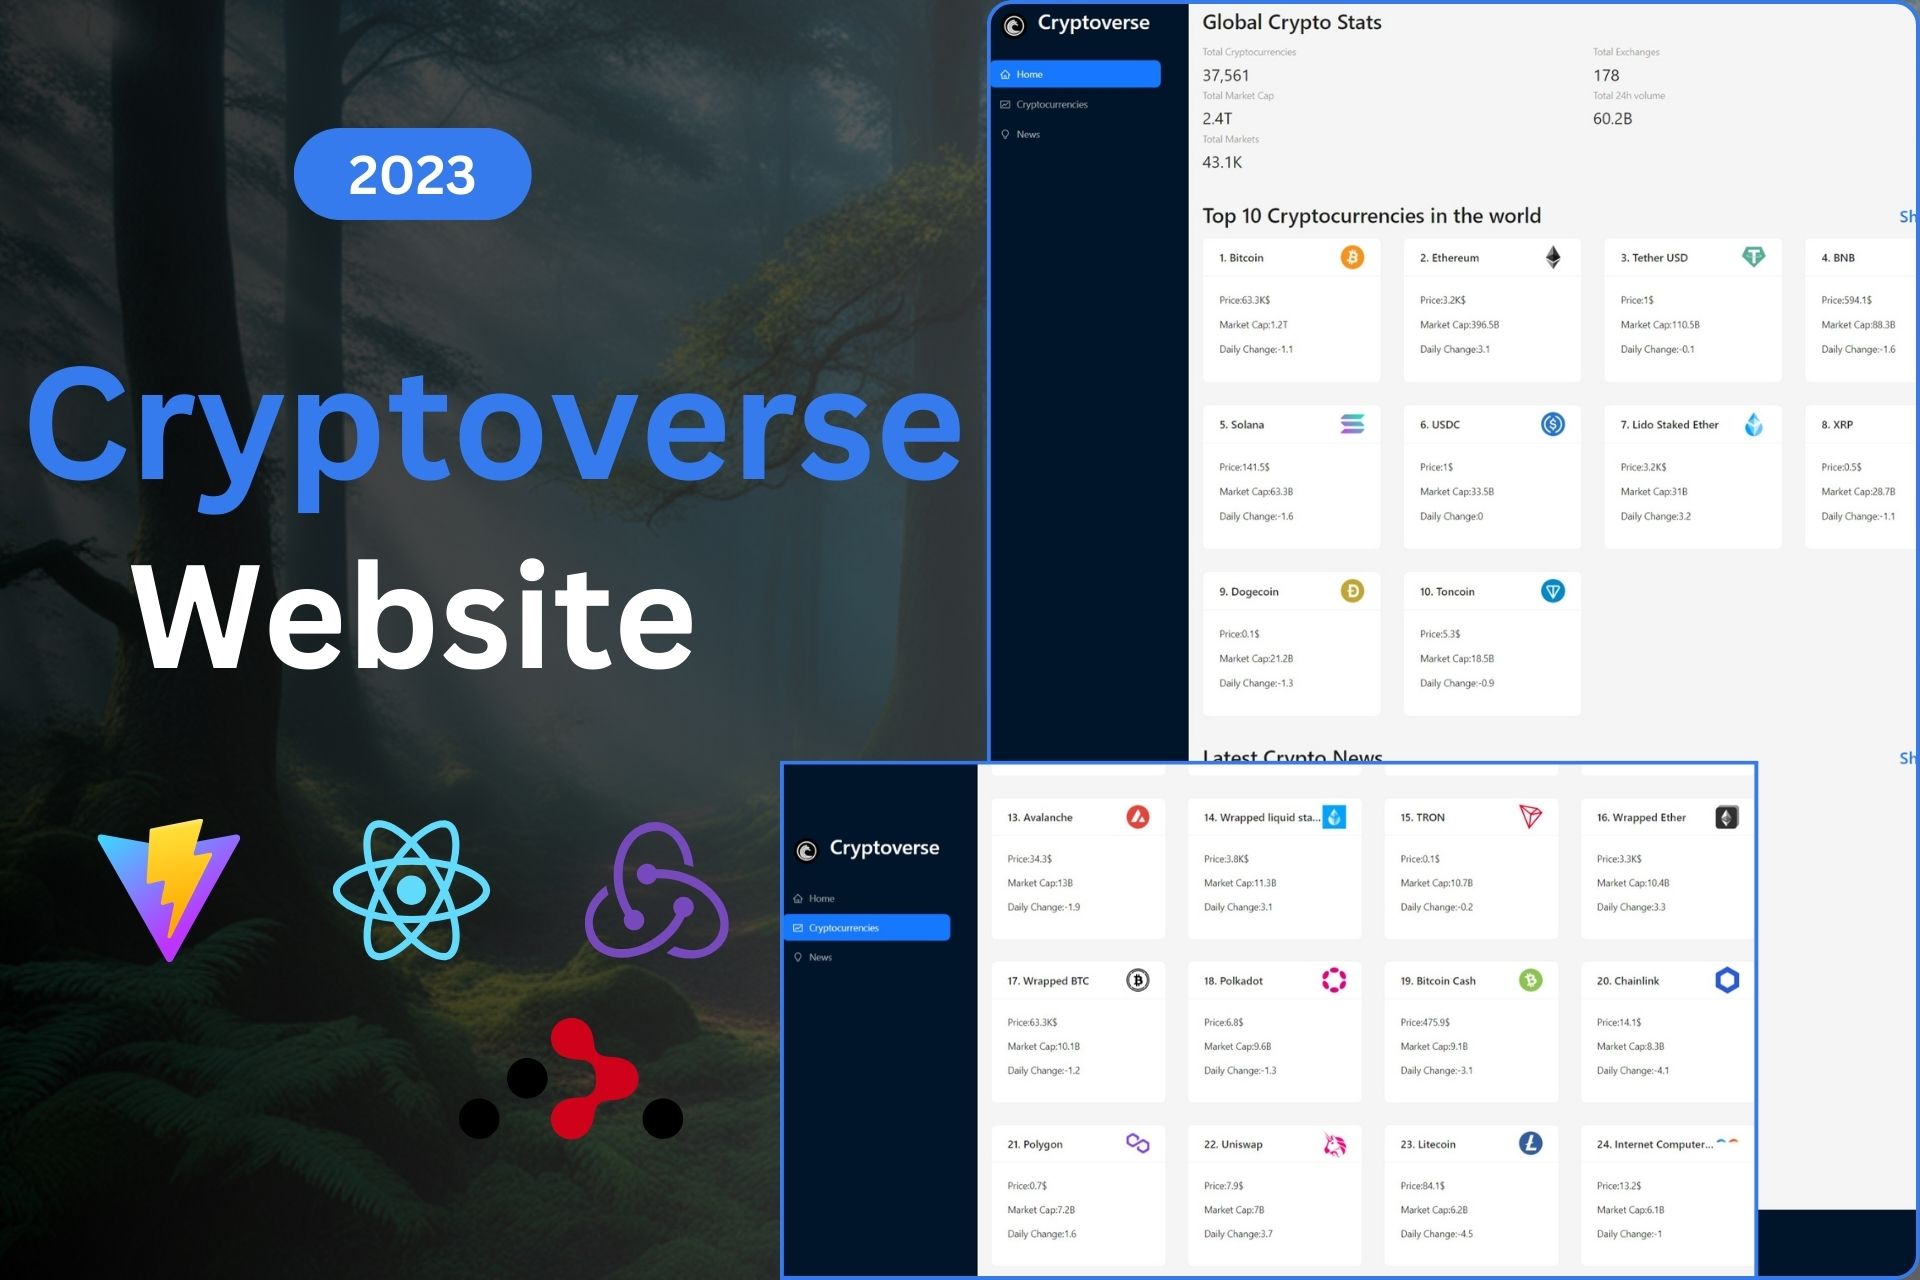 2023
Cryptoverse
Website
Cryptoverse
Home
Cryptocurrencies
News
Global Crypto Stats
Total Cryptocurrencies
37,561
Total Exchanges
178
Total Market Cap
2.4T
Total 24h volume
60.2B
Total Markets
43.1K
Top 10 Cryptocurrencies in the world
Sh
1. Bitcoin
Price:63.3K$
Market Cap:1.2T
Daily Change:-1.1
2. Ethereum
Price:3.2K$
Market Cap:396.5B
Daily Change:3.1
3. Tether USD
Price:1$
Market Cap:110.5B
Daily Change:-0.1
4. BNB
Price:594.1$
Market Cap:88.3B
Daily Change:-1.6
5. Solana
Price:141.5$
Market Cap:63.3B
Daily Change:-1.6
6. USDC
Price:1$
Market Cap:33.5B
Daily Change:0
7. Lido Staked Ether
Price:3.2K$
Market Cap:31B
Daily Change:3.2
8. XRP
Price:0.5$
Market Cap:28.7B
Daily Change:-1.1
9. Dogecoin
Price:0.1$
Market Cap:21.2B
Daily Change:-1.3
10. Toncoin
Price:5.3$
Market Cap:18.5B
Daily Change:-0.9
Latest Crypto News
Sh
Cryptoverse
Home
Cryptocurrencies
News
13. Avalanche
Price:34.3$
Market Cap:13B
Daily Change:-1.9
14. Wrapped liquid sta...
Price:3.8K$
Market Cap:11.3B
Daily Change:3.1
15. TRON
Price:0.1$
Market Cap:10.7B
Daily Change:-0.2
16. Wrapped Ether
Price:3.3K$
Market Cap:10.4B
Daily Change:3.3
17. Wrapped BTC
Price:63.3K$
Market Cap:10.1B
Daily Change:-1.2
18. Polkadot
Price:6.8$
Market Cap:9.6B
Daily Change:-1.3
19. Bitcoin Cash
Price:475.9$
Market Cap:9.1B
Daily Change:-3.1
20. Chainlink
Price:14.1$
Market Cap:8.3B
Daily Change:-4.1
21. Polygon
Price:0.7$
Market Cap:7.2B
Daily Change:1.6
22. Uniswap
Price:7.9$
Market Cap:7B
Daily Change:3.7
23. Litecoin
Price:84.1$
Market Cap:6.2B
Daily Change:-4.5
24. Internet Computer...
Price:13.2$
Market Cap:6.1B
Daily Change:-1